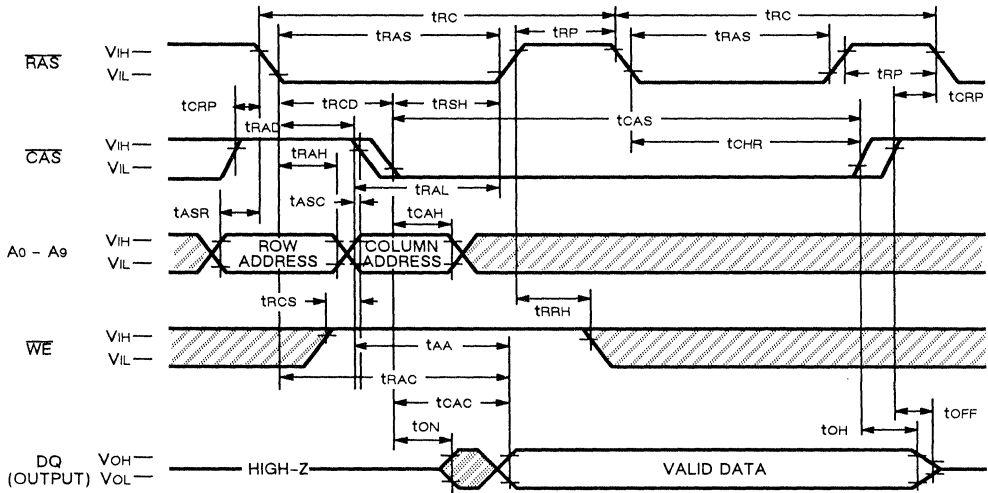 tRC tRC
tRAS tRP tRAS
RAS VIH
VIL
tRP
tCRP tRCD tRSH tCRP
tRAD tCAS
CAS VIH
VIL
tRAH tCHR
tRAL
tASR tASC tCAH
A0 – A9 VIH
VIL
ROW ADDRESS
COLUMN ADDRESS
tRCS tRRH
WE VIH
VIL
tAA
tRAC
tCAC
tON tOH tOFF
DQ (OUTPUT) VOH
VOL
HIGH-Z VALID DATA